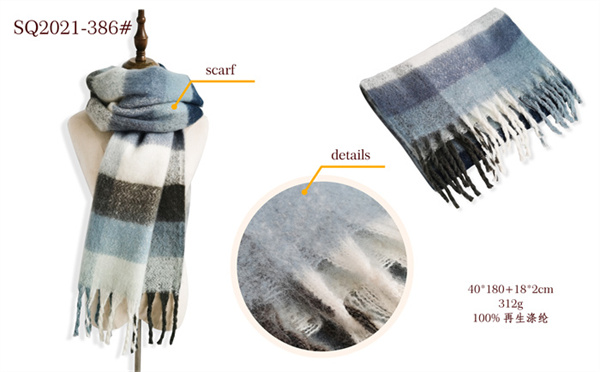 SQ2021-386#
scarf
details
40*180+18*2cm
312g
100% 再生涤纶